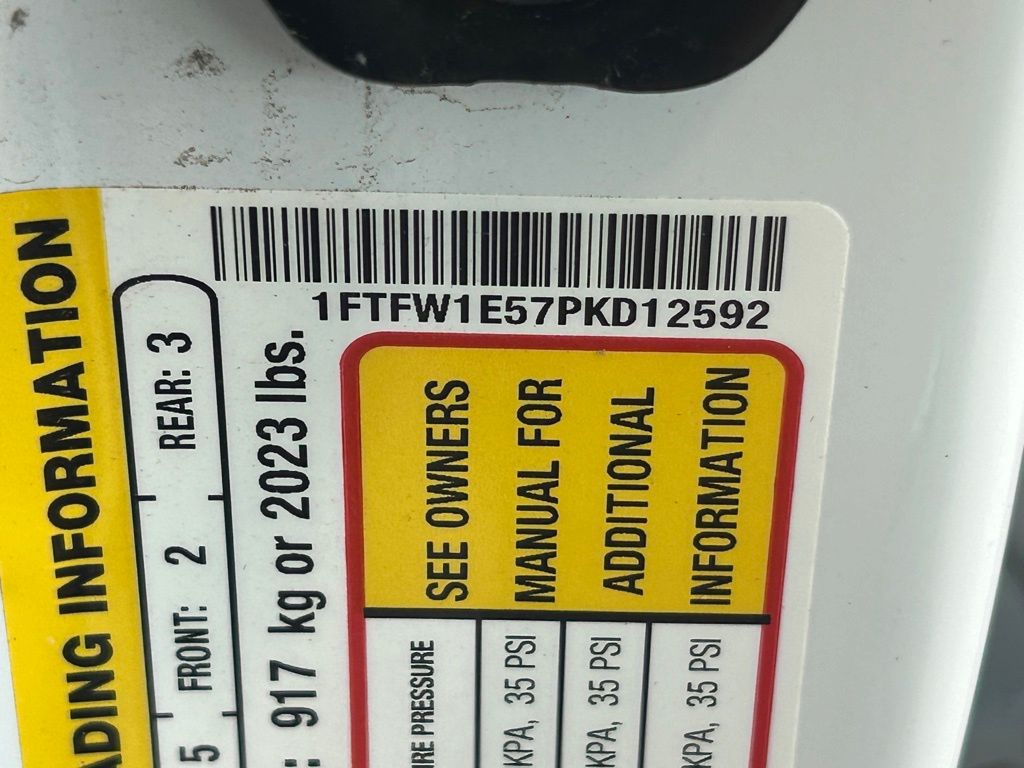 1FTFW1E57PKD12592
ADING INFORMATION
5 FRONT: 2 REAR: 3
: 917 kg or 2023 lbs.
IRE PRESSURE
KPA, 35 PSI
KPA, 35 PSI
KPA, 35 PSI
SEE OWNERS
MANUAL FOR
ADDITIONAL
INFORMATION